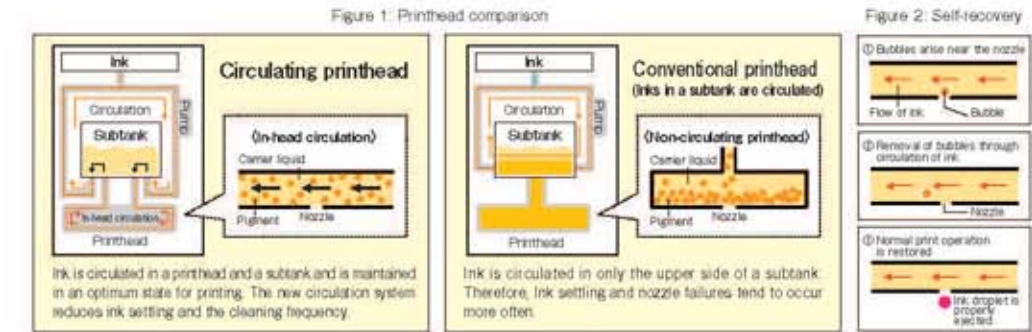 Figure 1: Printhead comparison
Ink
Circulation
Subtank
Pump
In-head circulation
Printhead
Circulating printhead
(In-head circulation)
Carrier liquid
Pigment
Nozzle
Ink is circulated in a printhead and a subtank and is maintained
in an optimum state for printing. The new circulation system
reduces ink settling and the cleaning frequency.
Ink
Circulation
Subtank
Pump
Printhead
Conventional printhead
(Inks in a subtank are circulated)
(Non-circulating printhead)
Carrier liquid
Pigment
Nozzle
Ink is circulated in only the upper side of a subtank.
Therefore, Ink settling and nozzle failures tend to occur
more often.
Figure 2: Self-recovery
① Bubbles arise near the nozzle
Flow of ink
Bubble
② Removal of bubbles through
circulation of ink.
Nozzle
③ Normal print operation
is restored
Ink droplet is
properly
ejected.